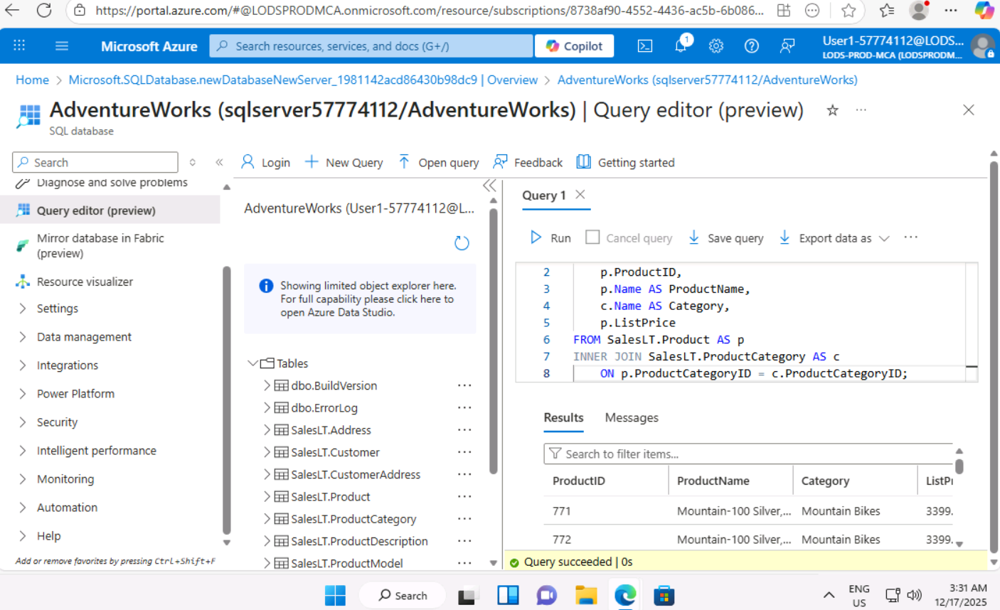 https://portal.azure.com/#@LODSPRODMCA.onmicrosoft.com/resource/subscriptions/8738af90-4552-4436-ac5b-6b086...
Microsoft Azure
Search resources, services, and docs (G+/)
Copilot
1
User1-57774112@LODS...
LODS-PROD-MCA (LODSPRODM...
Home > Microsoft.SQLDatabase.newDatabaseNewServer_1981142acd86430b98dc9 | Overview > AdventureWorks (sqlserver57774112/AdventureWorks)
AdventureWorks (sqlserver57774112/AdventureWorks) | Query editor (preview)
SQL database
Search
Login
New Query
Open query
Feedback
Getting started
Diagnose and solve problems
Query editor (preview)
Mirror database in Fabric
(preview)
Resource visualizer
Settings
Data management
Integrations
Power Platform
Security
Intelligent performance
Monitoring
Automation
Help
Add or remove favorites by pressing Ctrl+Shift+F
AdventureWorks (User1-57774112@L...
Showing limited object explorer here.
For full capability please click here to
open Azure Data Studio.
Tables
dbo.BuildVersion ...
dbo.ErrorLog ...
SalesLT.Address ...
SalesLT.Customer ...
SalesLT.CustomerAddress ...
SalesLT.Product ...
SalesLT.ProductCategory ...
SalesLT.ProductDescription ...
SalesLT.ProductModel ...
Query 1
Run
Cancel query
Save query
Export data as
2 p.ProductID,
3 p.Name AS ProductName,
4 c.Name AS Category,
5 p.ListPrice
6 FROM SalesLT.Product AS p
7 INNER JOIN SalesLT.ProductCategory AS c
8 ON p.ProductCategoryID = c.ProductCategoryID;
Results Messages
Search to filter items...
ProductID ProductName Category ListPr
771 Mountain-100 Silver,... Mountain Bikes 3399.
772 Mountain-100 Silver,... Mountain Bikes 3399.
Query succeeded | 0s
Search
ENG
US
3:31 AM
12/17/2025